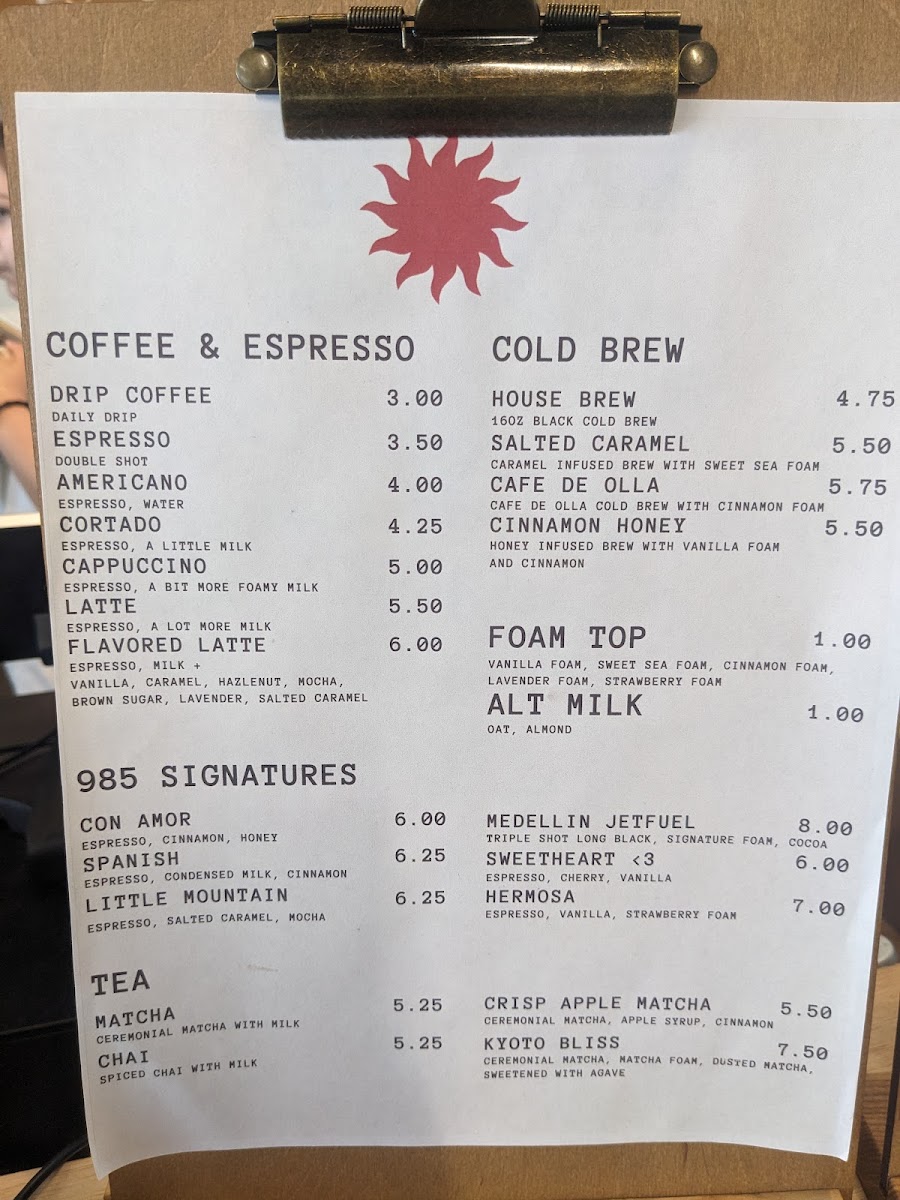 COFFEE & ESPRESSO
DRIP COFFEE 3.00
DAILY DRIP
ESPRESSO 3.50
DOUBLE SHOT
AMERICANO 4.00
ESPRESSO, WATER
CORTADO 4.25
ESPRESSO, A LITTLE MILK
CAPPUCCINO 5.00
ESPRESSO, A BIT MORE FOAMY MILK
LATTE 5.50
ESPRESSO, A LOT MORE MILK
FLAVORED LATTE 6.00
ESPRESSO, MILK +
VANILLA, CARAMEL, HAZLENUT, MOCHA,
BROWN SUGAR, LAVENDER, SALTED CARAMEL
COLD BREW
HOUSE BREW 4.75
16OZ BLACK COLD BREW
SALTED CARAMEL 5.50
CARAMEL INFUSED BREW WITH SWEET SEA FOAM
CAFE DE OLLA 5.75
CAFE DE OLLA COLD BREW WITH CINNAMON FOAM
CINNAMON HONEY 5.50
HONEY INFUSED BREW WITH VANILLA FOAM
AND CINNAMON
FOAM TOP 1.00
VANILLA FOAM, SWEET SEA FOAM, CINNAMON FOAM,
LAVENDER FOAM, STRAWBERRY FOAM
ALT MILK 1.00
OAT, ALMOND
985 SIGNATURES
CON AMOR 6.00
ESPRESSO, CINNAMON, HONEY
SPANISH 6.25
ESPRESSO, CONDENSED MILK, CINNAMON
LITTLE MOUNTAIN 6.25
ESPRESSO, SALTED CARAMEL, MOCHA
MEDELLIN JETFUEL 8.00
TRIPLE SHOT LONG BLACK, SIGNATURE FOAM, COCOA
SWEETHEART <3 6.00
ESPRESSO, CHERRY, VANILLA
HERMOSA 7.00
ESPRESSO, VANILLA, STRAWBERRY FOAM
TEA
MATCHA 5.25
CEREMONIAL MATCHA WITH MILK
CHAI 5.25
SPICED CHAI WITH MILK
CRISP APPLE MATCHA 5.50
CEREMONIAL MATCHA, APPLE SYRUP, CINNAMON
KYOTO BLISS 7.50
CEREMONIAL MATCHA, MATCHA FOAM, DUSTED MATCHA,
SWEETENED WITH AGAVE